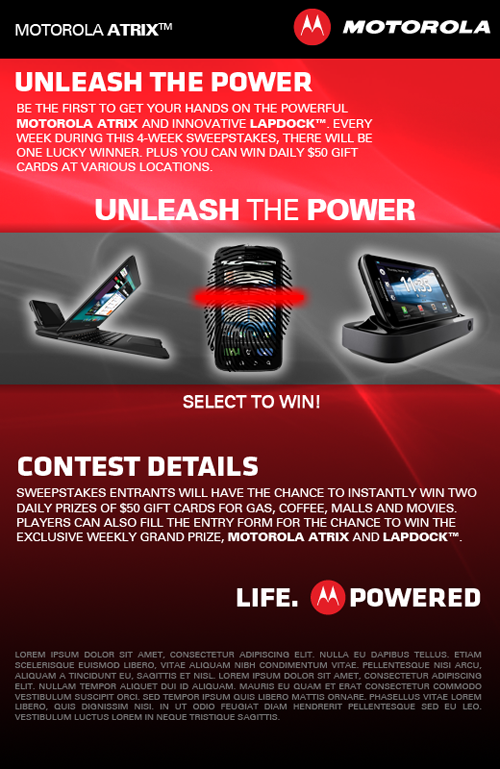 MOTOROLA ATRIX™
MOTOROLA
UNLEASH THE POWER
BE THE FIRST TO GET YOUR HANDS ON THE POWERFUL
MOTOROLA ATRIX AND INNOVATIVE LAPDOCK™. EVERY
WEEK DURING THIS 4-WEEK SWEEPSTAKES, THERE WILL BE
ONE LUCKY WINNER. PLUS YOU CAN WIN DAILY $50 GIFT
CARDS AT VARIOUS LOCATIONS.
UNLEASH THE POWER
11:35
SELECT TO WIN!
CONTEST DETAILS
SWEEPSTAKES ENTRANTS WILL HAVE THE CHANCE TO INSTANTLY WIN TWO
DAILY PRIZES OF $50 GIFT CARDS FOR GAS, COFFEE, MALLS AND MOVIES.
PLAYERS CAN ALSO FILL THE ENTRY FORM FOR THE CHANCE TO WIN THE
EXCLUSIVE WEEKLY GRAND PRIZE, MOTOROLA ATRIX AND LAPDOCK™.
LIFE. POWERED
LOREM IPSUM DOLOR SIT AMET, CONSECTETUR ADIPISCING ELIT. NULLA EU DAPIBUS TELLUS. ETIAM
SCELERISQUE EUISMOD LIBERO, VITAE ALIQUAM NIBH CONDIMENTUM VITAE. PELLENTESQUE NISI ARCU,
ALIQUAM A TINCIDUNT EU, SAGITTIS ET NISL. LOREM IPSUM DOLOR SIT AMET, CONSECTETUR ADIPISCING
ELIT. NULLAM TEMPOR ALIQUET DUI ID ALIQUAM. MAURIS EU QUAM ET ERAT CONSECTETUR COMMODO
VESTIBULUM SUSCIPIT ORCI. SED TEMPOR IPSUM QUIS LIBERO MATTIS ORNARE. PHASELLUS VITAE LOREM
LIBERO, QUIS DIGNISSIM NISI. IN UT ODIO FEUGIAT DIAM HENDRERIT PELLENTESQUE SED EU LEO.
VESTIBULUM LUCTUS LOREM IN NEQUE TRISTIQUE SAGITTIS.